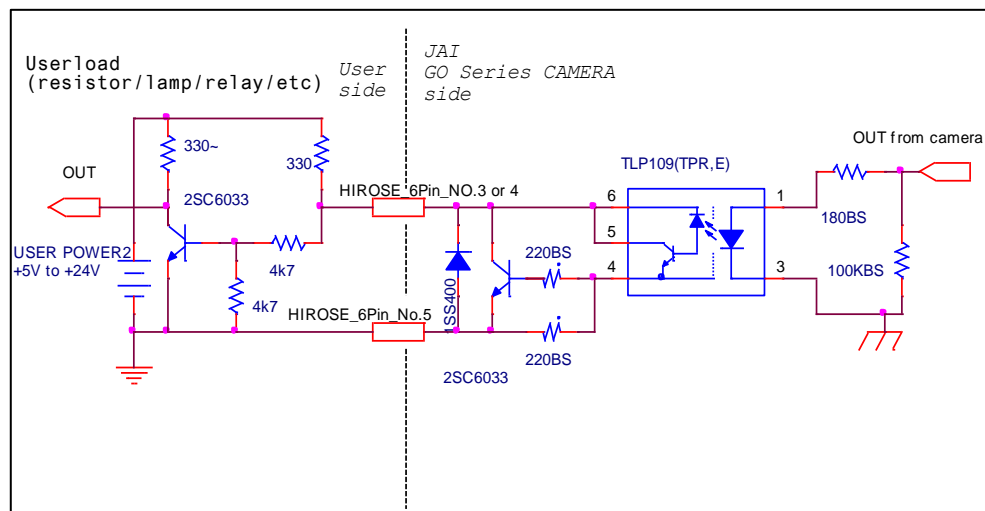 Userload
(resistor/lamp/relay/etc)
User
side
JAI
GO Series CAMERA
side
330~
330
OUT
2SC6033
HIROSE_6Pin_NO.3 or 4
USER POWER2
+5V to +24V
4k7
4k7
HIROSE_6Pin_No.5
1SS400
220BS
220BS
2SC6033
TLP109(TPR,E)
6
5
4
1
3
OUT from camera
180BS
100KBS